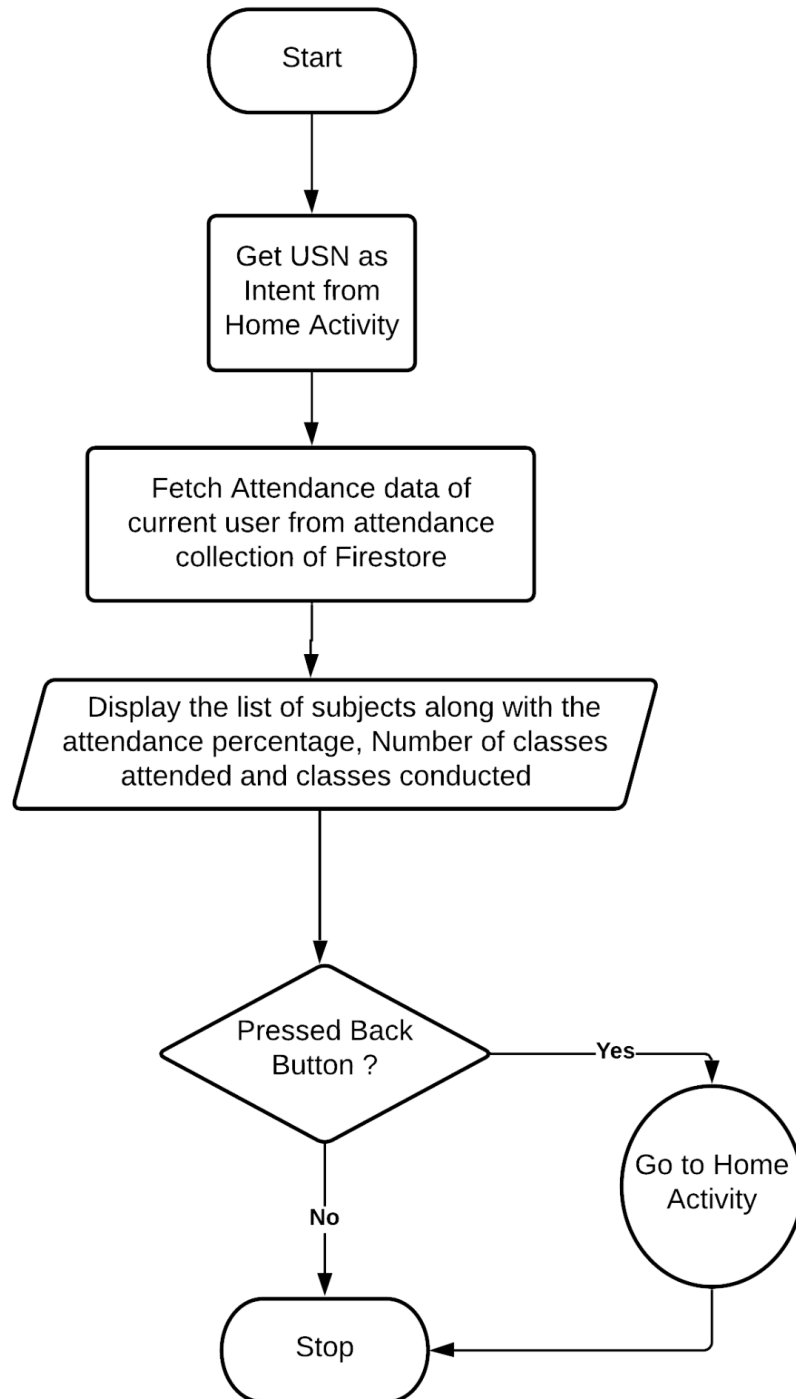 Start
Get USN as
Intent from
Home Activity
Fetch Attendance data of
current user from attendance
collection of Firestore
Display the list of subjects along with the
attendance percentage, Number of classes
attended and classes conducted
Pressed Back
Button ?
Yes
Go to Home
Activity
No
Stop